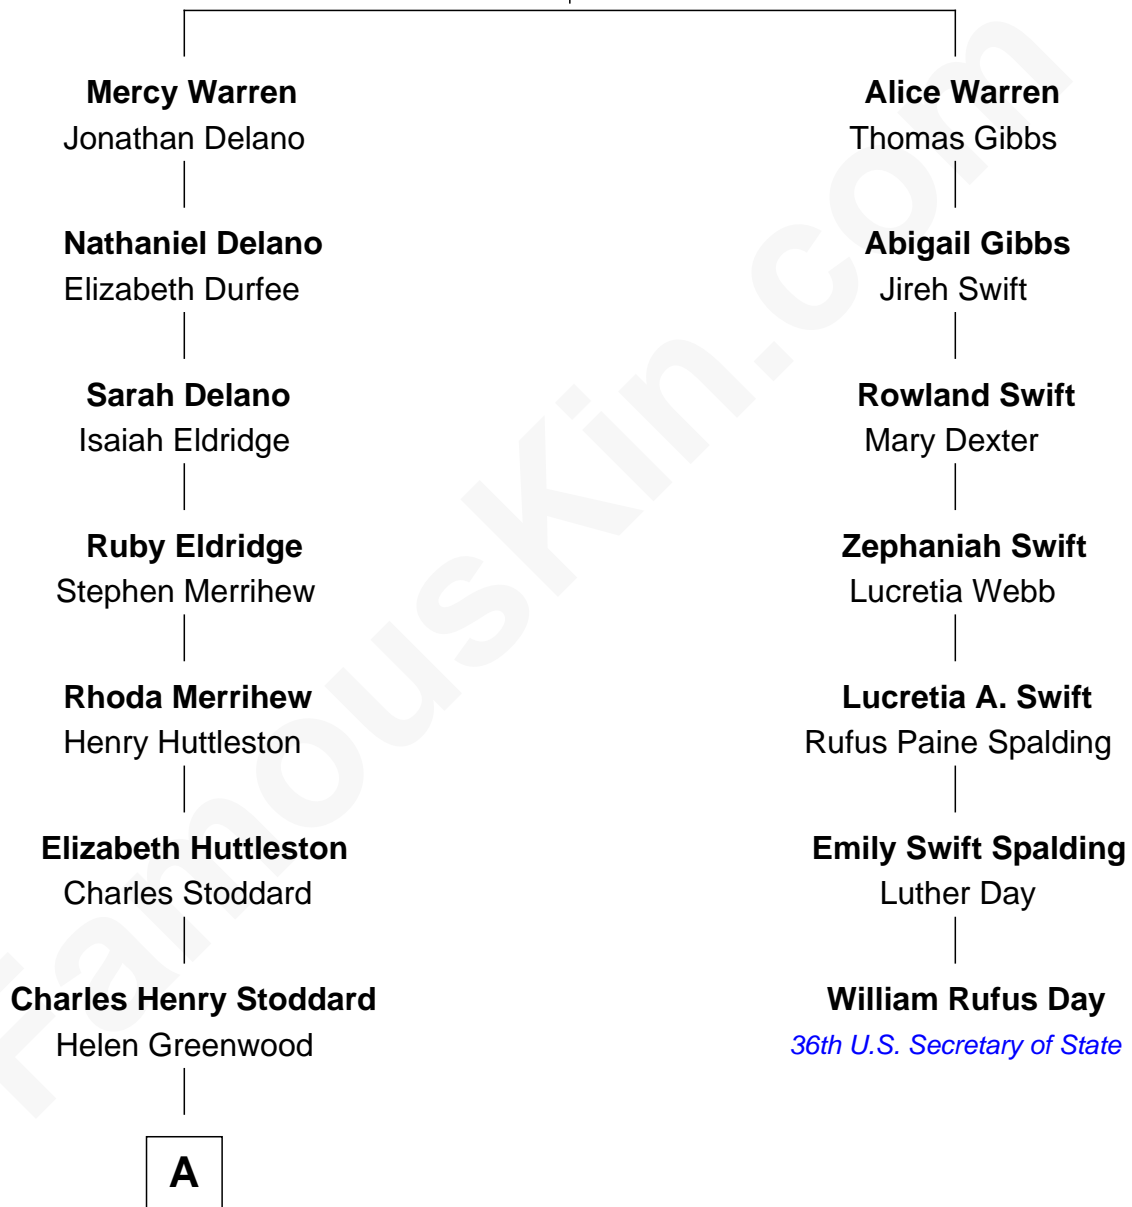 Mercy Warren
Jonathan Delano
Alice Warren
Thomas Gibbs
Nathaniel Delano
Elizabeth Durfee
Abigail Gibbs
Jireh Swift
Sarah Delano
Isaiah Eldridge
Rowland Swift
Mary Dexter
Ruby Eldridge
Stephen Merrihew
Zephaniah Swift
Lucretia Webb
Rhoda Merrihew
Henry Huttleston
Lucretia A. Swift
Rufus Paine Spalding
Elizabeth Huttleston
Charles Stoddard
Emily Swift Spalding
Luther Day
Charles Henry Stoddard
Helen Greenwood
William Rufus Day
36th U.S. Secretary of State
A
FamousKin.com